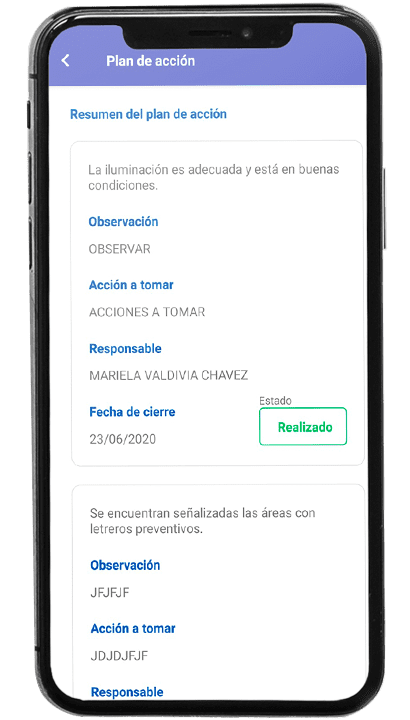 Plan de acción
Resumen del plan de acción
La iluminación es adecuada y está en buenas
condiciones.
Observación
OBSERVAR
Acción a tomar
ACCIONES A TOMAR
Responsable
MARIELA VALDIVIA CHAVEZ
Fecha de cierre
23/06/2020
Estado
Realizado
Se encuentran señalizadas las áreas con
letreros preventivos.
Observación
JFJFJF
Acción a tomar
JDJDJFJF
Responsable